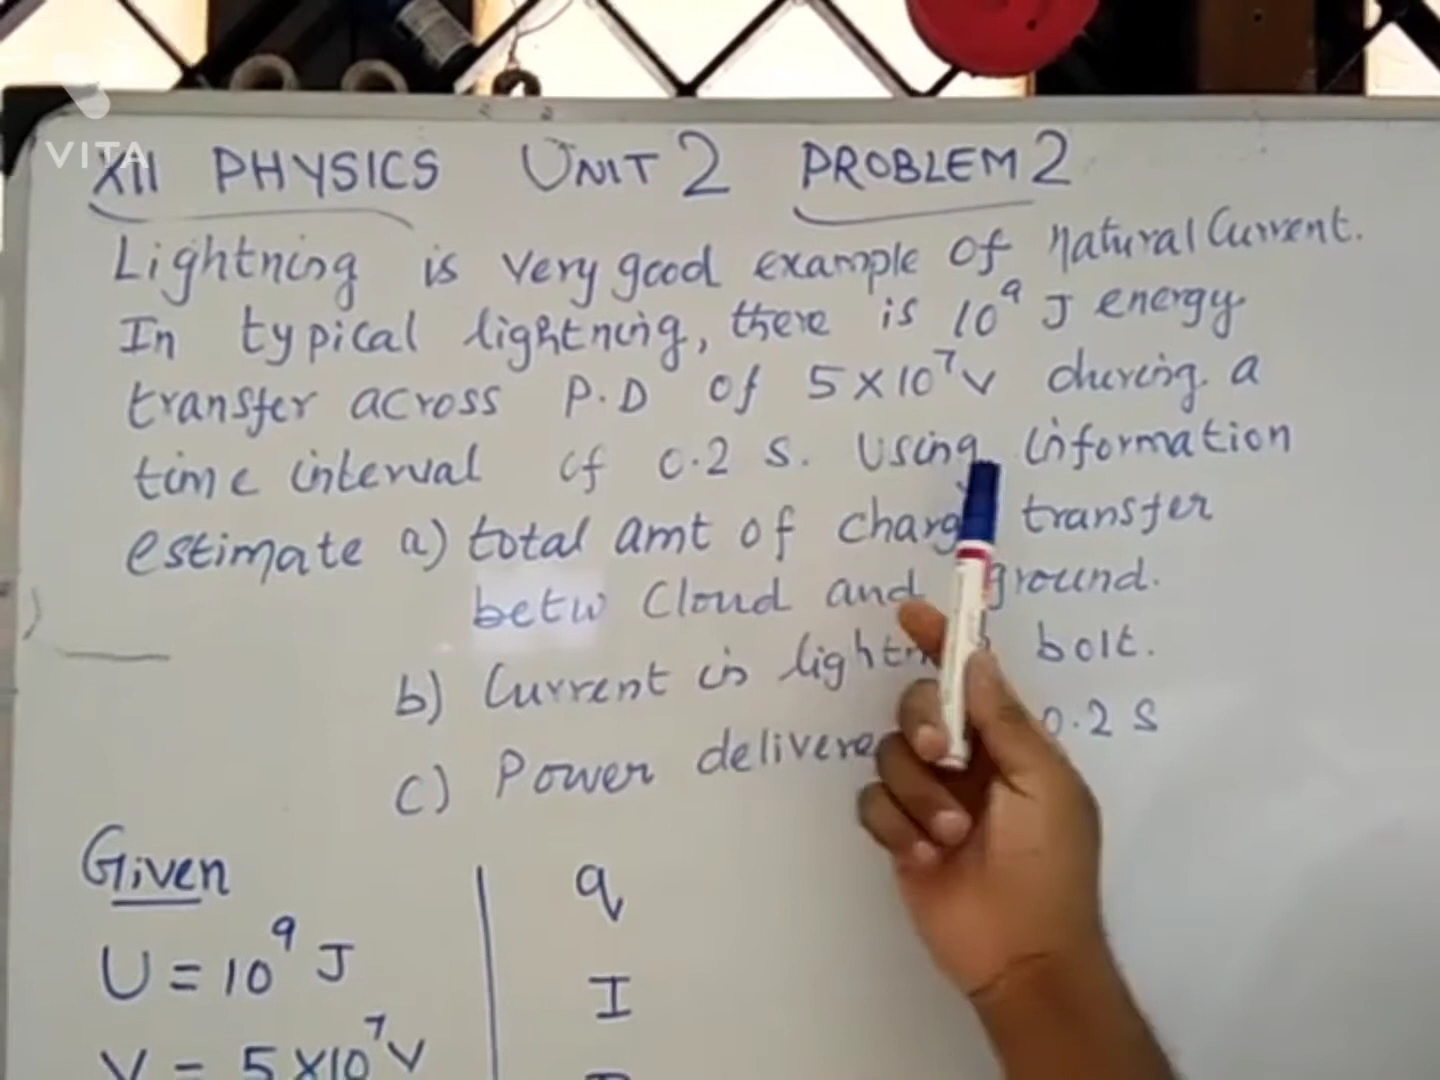 VITA
XII PHYSICS UNIT 2 PROBLEM 2
Lightning is very good example of natural Current.
In typical lightning, there is 10⁹ J energy
transfer across P.D of 5×10⁷V during a
time interval of 0.2 S. Using information
estimate a) total amt of charge transfer
betw Cloud and ground.
b) Current in bolt.
c) Power 0.2 S
Given
U = 10⁹ J
V = 5×10⁷V
q
I